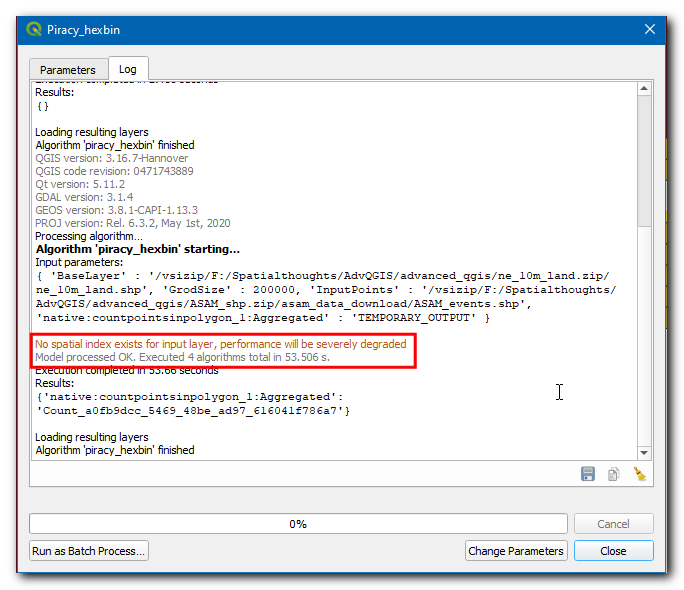 Piracy_hexbin
Parameters
Log
Results:
{}
Loading resulting layers
Algorithm 'piracy_hexbin' finished
QGIS version: 3.16.7-Hannover
QGIS code revision: 0471743889
Qt version: 5.11.2
GDAL version: 3.1.4
GEOS version: 3.8.1-CAPI-1.13.3
PROJ version: Rel. 6.3.2, May 1st, 2020
Processing algorithm…
Algorithm 'piracy_hexbin' starting…
Input parameters:
{ 'BaseLayer' : '/vsizip/F:/Spatialthoughts/AdvQGIS/advanced_qgis/ne_10m_land.zip/
ne_10m_land.shp', 'GrodSize' : 200000, 'InputPoints' : '/vsizip/F:/Spatialthoughts/
AdvQGIS/advanced_qgis/ASAM_shp.zip/asam_data_download/ASAM_events.shp',
'native:countpointsinpolygon_1:Aggregated' : 'TEMPORARY_OUTPUT' }
No spatial index exists for input layer, performance will be severely degraded
Model processed OK. Executed 4 algorithms total in 53.506 s.
Execution completed in 53.66 seconds
Results:
{'native:countpointsinpolygon_1:Aggregated':
'Count_a0fb9dcc_5469_48be_ad97_616041f786a7'}
Loading resulting layers
Algorithm 'piracy_hexbin' finished
0%
Cancel
Run as Batch Process…
Change Parameters
Close